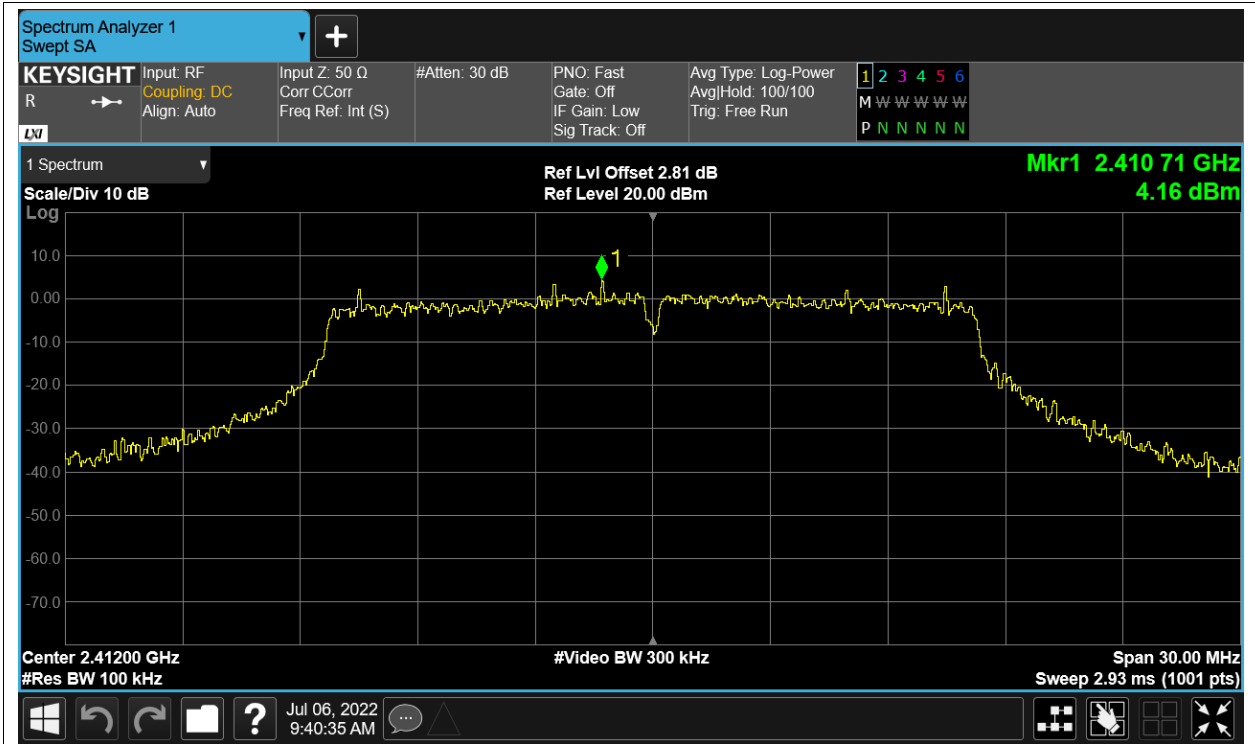 Spectrum Analyzer 1
Swept SA
KEYSIGHT
R
LXI
Input: RF
Coupling: DC
Align: Auto
Input Z: 50 Ω
Corr CCorr
Freq Ref: Int (S)
#Atten: 30 dB
PNO: Fast
Gate: Off
IF Gain: Low
Sig Track: Off
Avg Type: Log-Power
Avg|Hold: 100/100
Trig: Free Run
1 2 3 4 5 6
M W W W W W
P N N N N N
1 Spectrum
Scale/Div 10 dB
Log
Ref Lvl Offset 2.81 dB
Ref Level 20.00 dBm
Mkr1 2.410 71 GHz
4.16 dBm
1
10.0
0.00
-10.0
-20.0
-30.0
-40.0
-50.0
-60.0
-70.0
Center 2.41200 GHz
#Res BW 100 kHz
#Video BW 300 kHz
Span 30.00 MHz
Sweep 2.93 ms (1001 pts)
?
Jul 06, 2022
9:40:35 AM